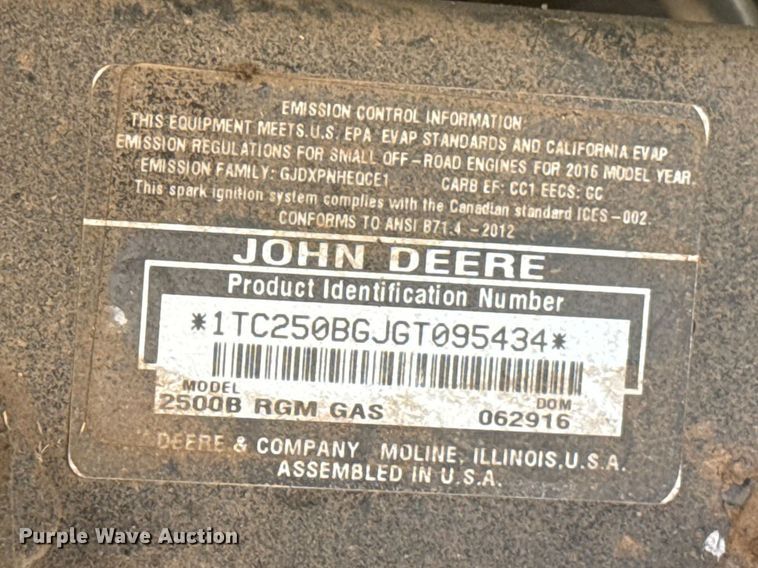 EMISSION CONTROL INFORMATION
THIS EQUIPMENT MEETS U.S. EPA EVAP STANDARDS AND CALIFORNIA EVAP
EMISSION REGULATIONS FOR SMALL OFF-ROAD ENGINES FOR 2016 MODEL YEAR.
EMISSION FAMILY: GJDXPNHEQCE1 CARB EF: CC1 EECS: CC
This spark ignition system complies with the Canadian standard ICES-002.
CONFORMS TO ANSI B71.4-2012
JOHN DEERE
Product Identification Number
*1TC250BGJGT095434*
MODEL DOM
2500B RGM GAS 062916
DEERE & COMPANY MOLINE, ILLINOIS, U.S.A.
ASSEMBLED IN U.S.A.
Purple Wave Auction